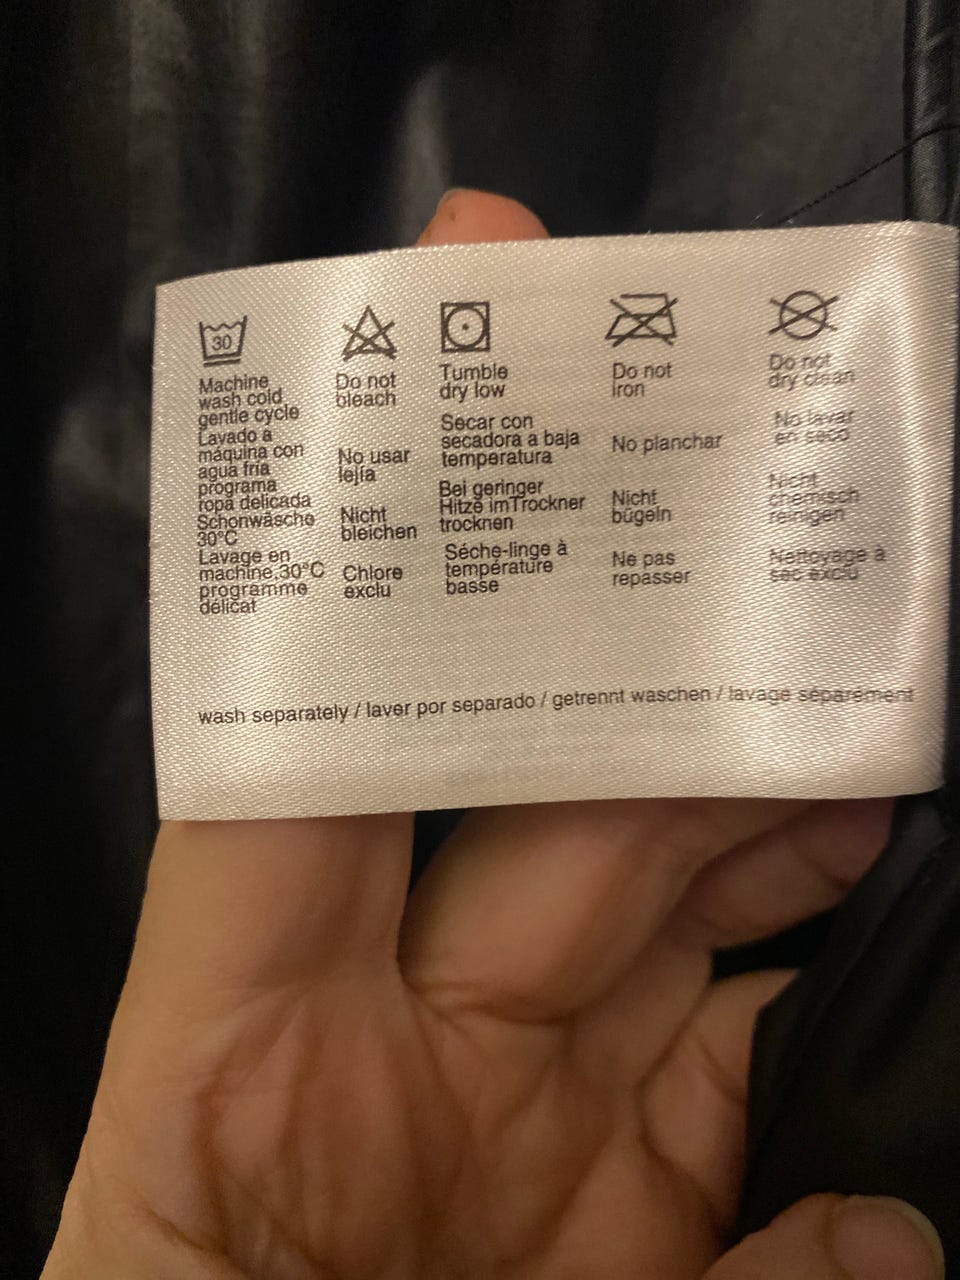 30
Machine
wash cold
gentle cycle
Lavado a
máquina con
agua fria
programa
ropa delicada
Schonwäsche
30°C
Lavage en
machine,30°C
programme
délicat
Do not
bleach
No usar
lejía
Nicht
bleichen
Chlore
exclu
Tumble
dry low
Secar con
secadora a baja
temperatura
Bei geringer
Hitze imTrockner
trocknen
Séche-linge à
température
basse
Do not
iron
No planchar
Nicht
bügeln
Ne pas
repasser
Do not
dry clean
No lavar
en seco
Nicht
chemisch
reinigen
Nettoyage à
sec exclu
wash separately / laver por separado / getrennt waschen / lavage séparément